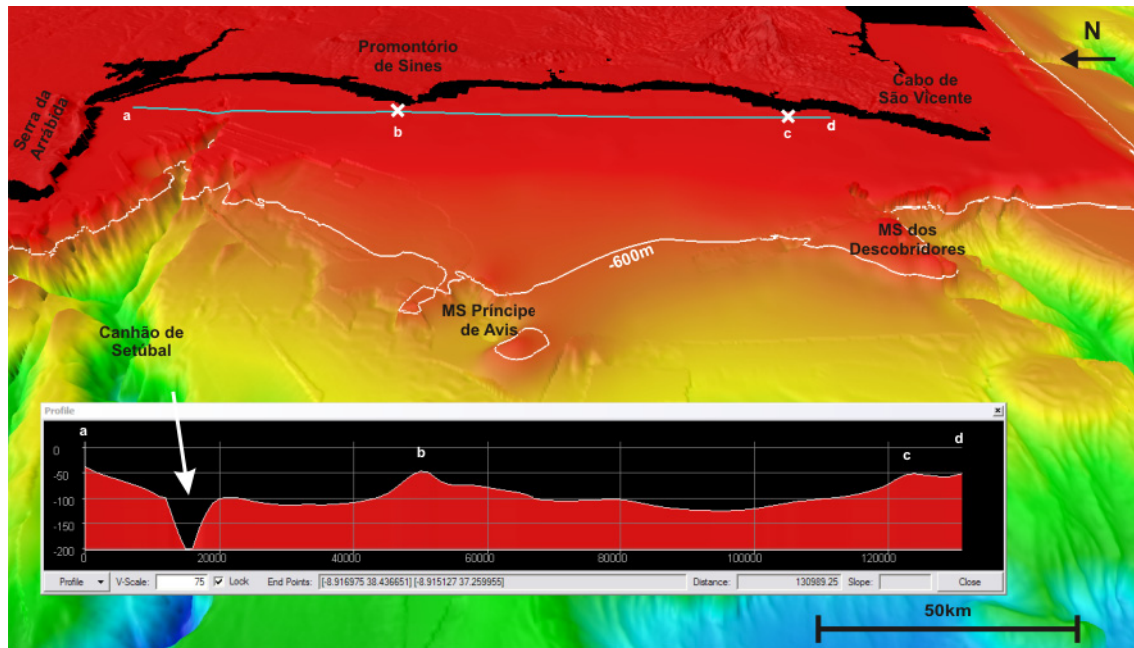 Promontório
de Sines
N
Cabo de
São Vicente
Serra da
Arrábida
a
b
c
d
-600m
MS dos
Descobridores
MS Príncipe
de Avis
Canhão de
Setúbal
Profile
a
b
c
d
0
-50
-100
-150
-200
0 20000 40000 60000 80000 100000 120000
Profile V-Scale: 75 Lock End Points: [-8.916975 38.436651] [-8.915127 37.259955] Distance: 130989.25 Slope: Close
50km